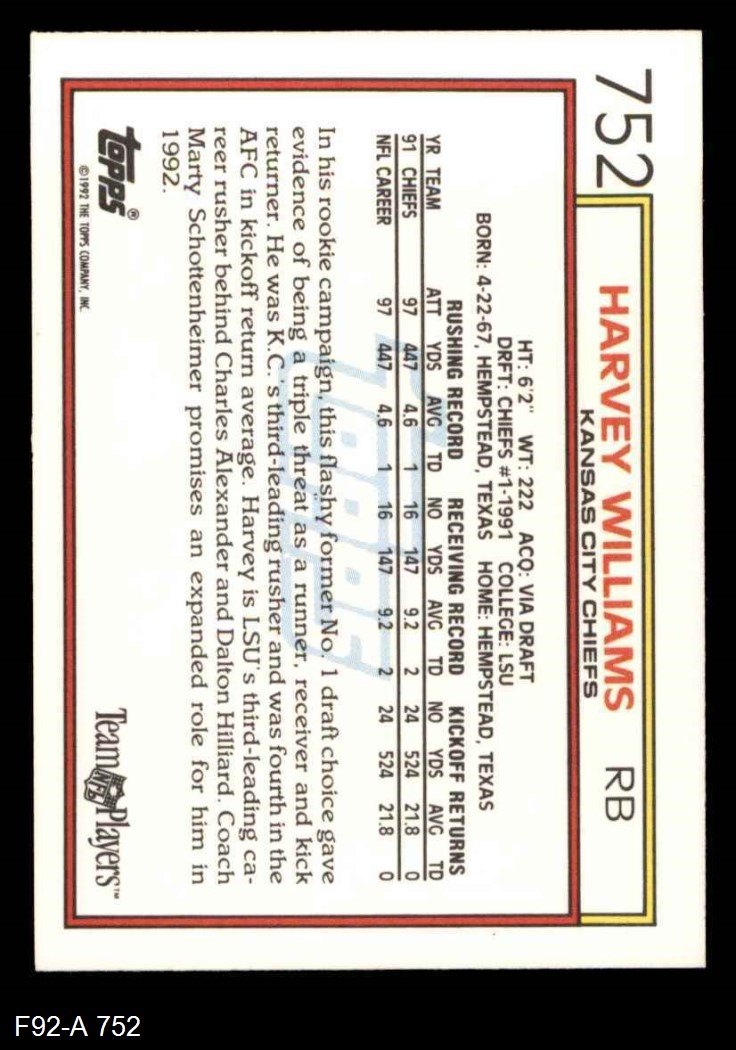 752
HARVEY WILLIAMS RB
KANSAS CITY CHIEFS
HT: 6'2" WT: 222 ACQ: VIA DRAFT
DRFT: CHIEFS #1-1991 COLLEGE: LSU
BORN: 4-22-67, HEMPSTEAD, TEXAS HOME: HEMPSTEAD, TEXAS
RUSHING RECORD RECEIVING RECORD KICKOFF RETURNS
YR TEAM ATT YDS AVG TD NO YDS AVG TD NO YDS AVG TD
91 CHIEFS 97 447 4.6 1 16 147 9.2 2 24 524 21.8 0
NFL CAREER 97 447 4.6 1 16 147 9.2 2 24 524 21.8 0
TOPPS
In his rookie campaign, this flashy former No. 1 draft choice gave
evidence of being a triple threat as a runner, receiver and kick
returner. He was K.C.'s third-leading rusher and was fourth in the
AFC in kickoff return average. Harvey is LSU's third-leading ca-
reer rusher behind Charles Alexander and Dalton Hilliard. Coach
Marty Schottenheimer promises an expanded role for him in
1992.
topps®
©1992 THE TOPPS COMPANY, INC.
Team NFL Players™
F92-A 752